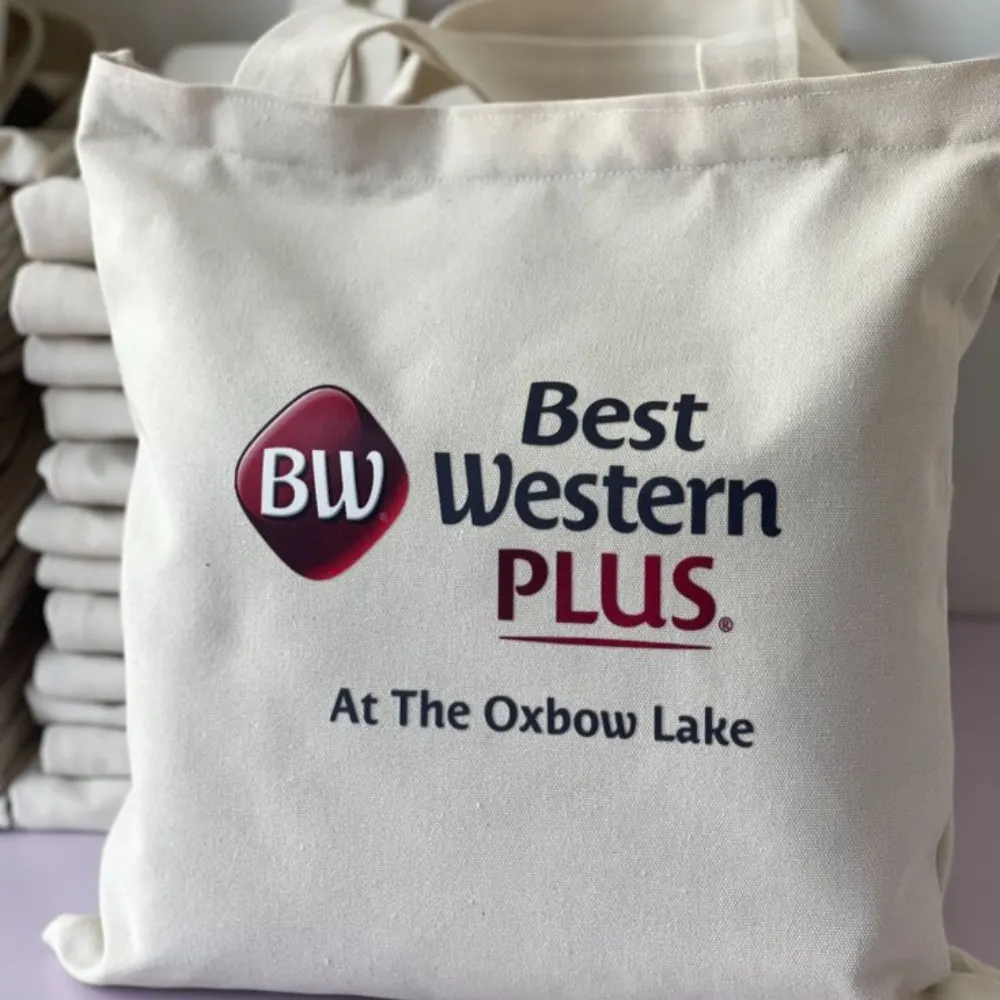 BW
Best
Western
PLUS®
At The Oxbow Lake